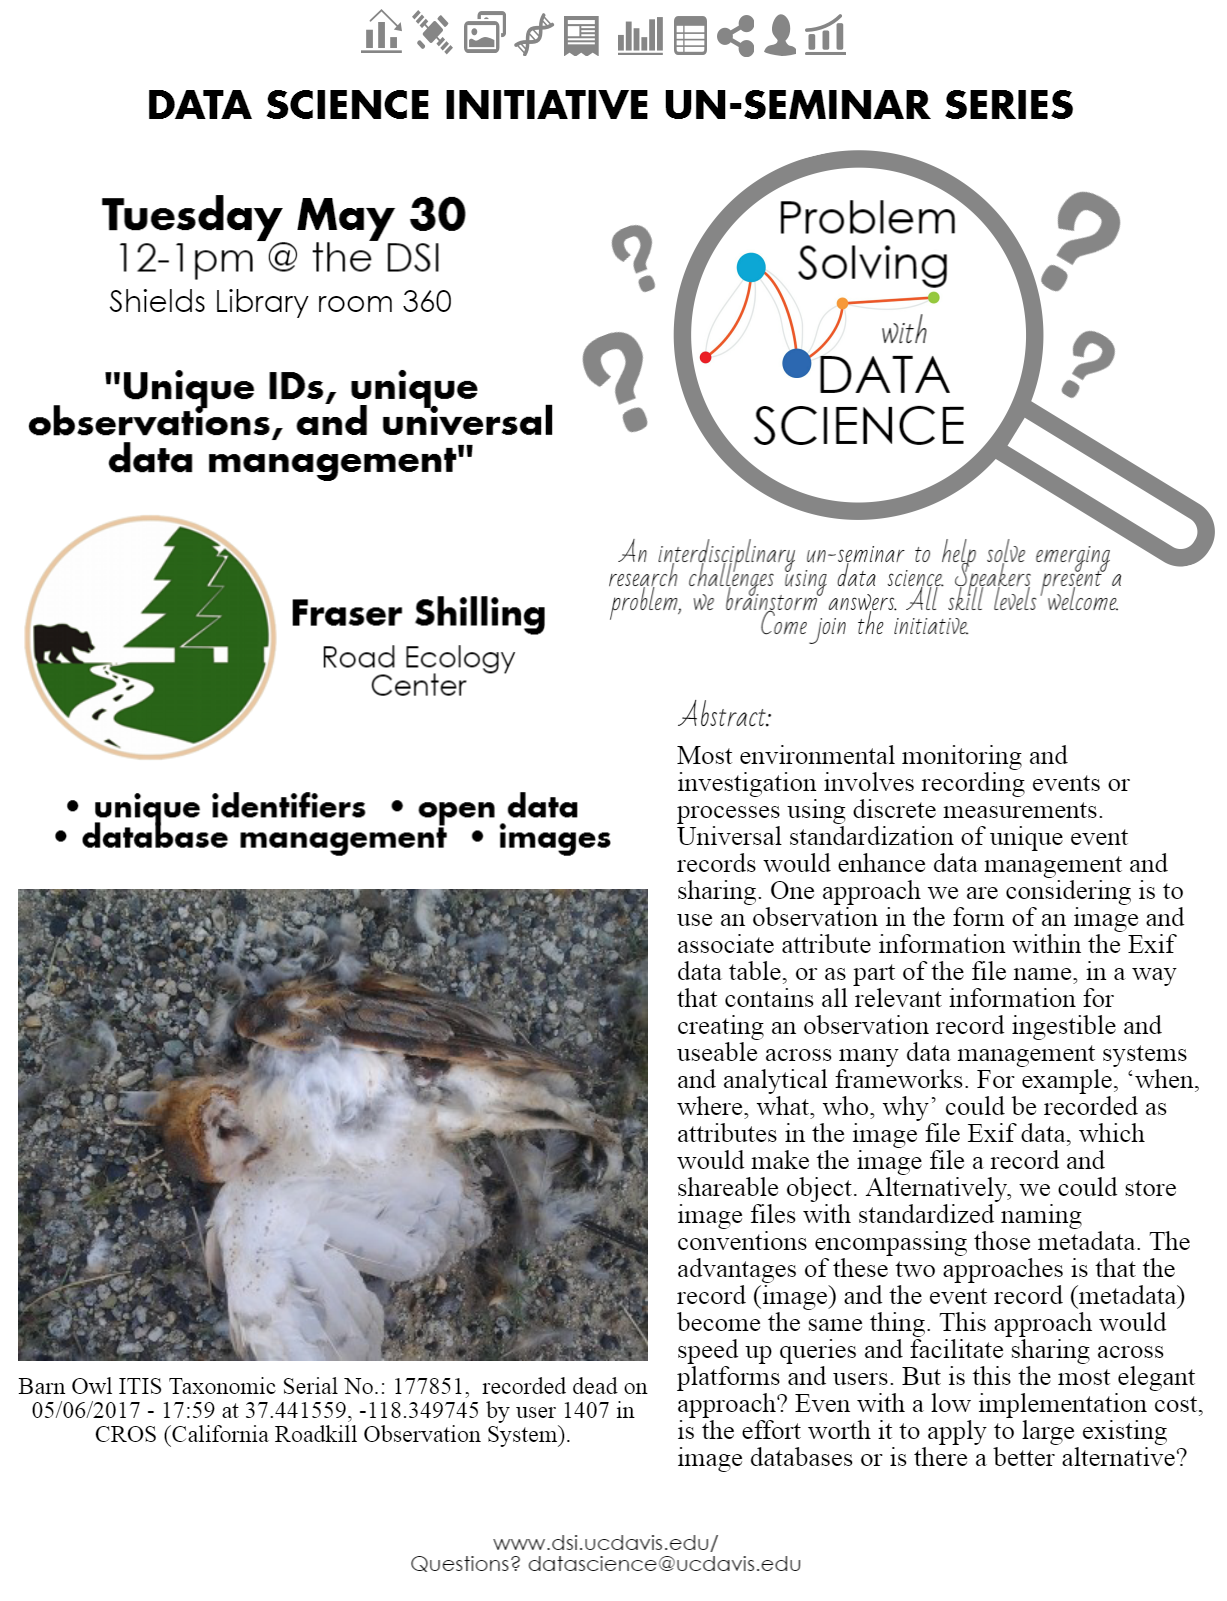 DATA SCIENCE INITIATIVE UN-SEMINAR SERIES
Tuesday May 30
12-1pm @ the DSI
Shields Library room 360
"Unique IDs, unique
observations, and universal
data management"
Fraser Shilling
Road Ecology
Center
• unique identifiers • open data
• database management • images
Barn Owl ITIS Taxonomic Serial No.: 177851, recorded dead on
05/06/2017 - 17:59 at 37.441559, -118.349745 by user 1407 in
CROS (California Roadkill Observation System).
Problem
Solving
with
DATA
SCIENCE
An interdisciplinary un-seminar to help solve emerging
research challenges using data science. Speakers present a
problem, we brainstorm answers. All skill levels welcome.
Come join the initiative.
Abstract:
Most environmental monitoring and
investigation involves recording events or
processes using discrete measurements.
Universal standardization of unique event
records would enhance data management and
sharing. One approach we are considering is to
use an observation in the form of an image and
associate attribute information within the Exif
data table, or as part of the file name, in a way
that contains all relevant information for
creating an observation record ingestible and
useable across many data management systems
and analytical frameworks. For example, ‘when,
where, what, who, why’ could be recorded as
attributes in the image file Exif data, which
would make the image file a record and
shareable object. Alternatively, we could store
image files with standardized naming
conventions encompassing those metadata. The
advantages of these two approaches is that the
record (image) and the event record (metadata)
become the same thing. This approach would
speed up queries and facilitate sharing across
platforms and users. But is this the most elegant
approach? Even with a low implementation cost,
is the effort worth it to apply to large existing
image databases or is there a better alternative?
www.dsi.ucdavis.edu/
Questions? datascience@ucdavis.edu